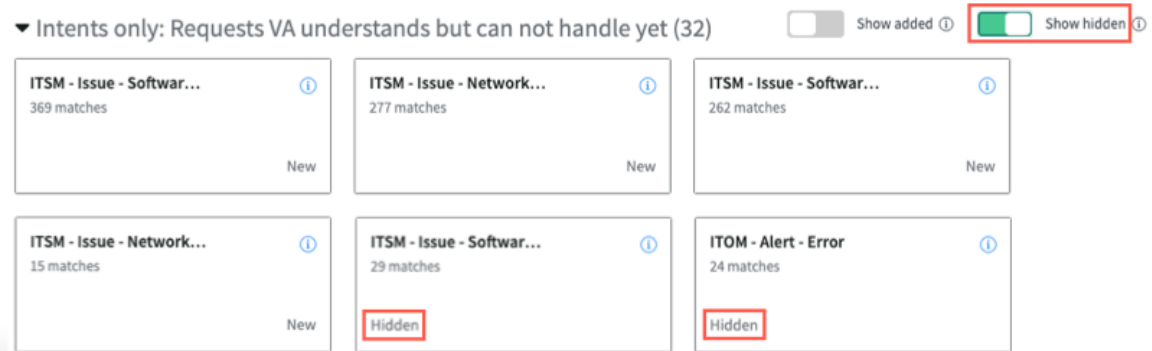 Intents only: Requests VA understands but can not handle yet (32)
Show added
Show hidden
ITSM - Issue - Softwar...
369 matches
New
ITSM - Issue - Network...
277 matches
New
ITSM - Issue - Softwar...
262 matches
New
ITSM - Issue - Network...
15 matches
New
ITSM - Issue - Softwar...
29 matches
Hidden
ITOM - Alert - Error
24 matches
Hidden